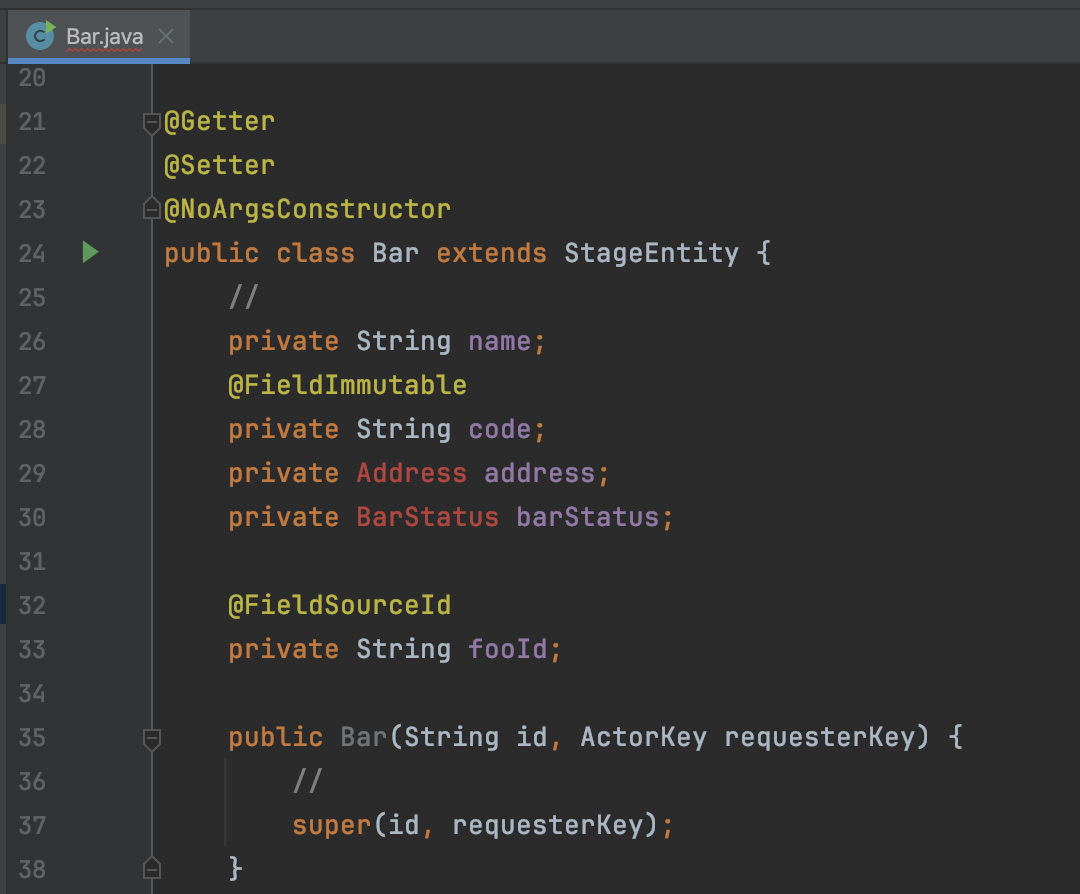 Bar.java
20
21 @Getter
22 @Setter
23 @NoArgsConstructor
24 public class Bar extends StageEntity {
25 //
26 private String name;
27 @FieldImmutable
28 private String code;
29 private Address address;
30 private BarStatus barStatus;
31
32 @FieldSourceId
33 private String fooId;
34
35 public Bar(String id, ActorKey requesterKey) {
36 //
37 super(id, requesterKey);
38 }